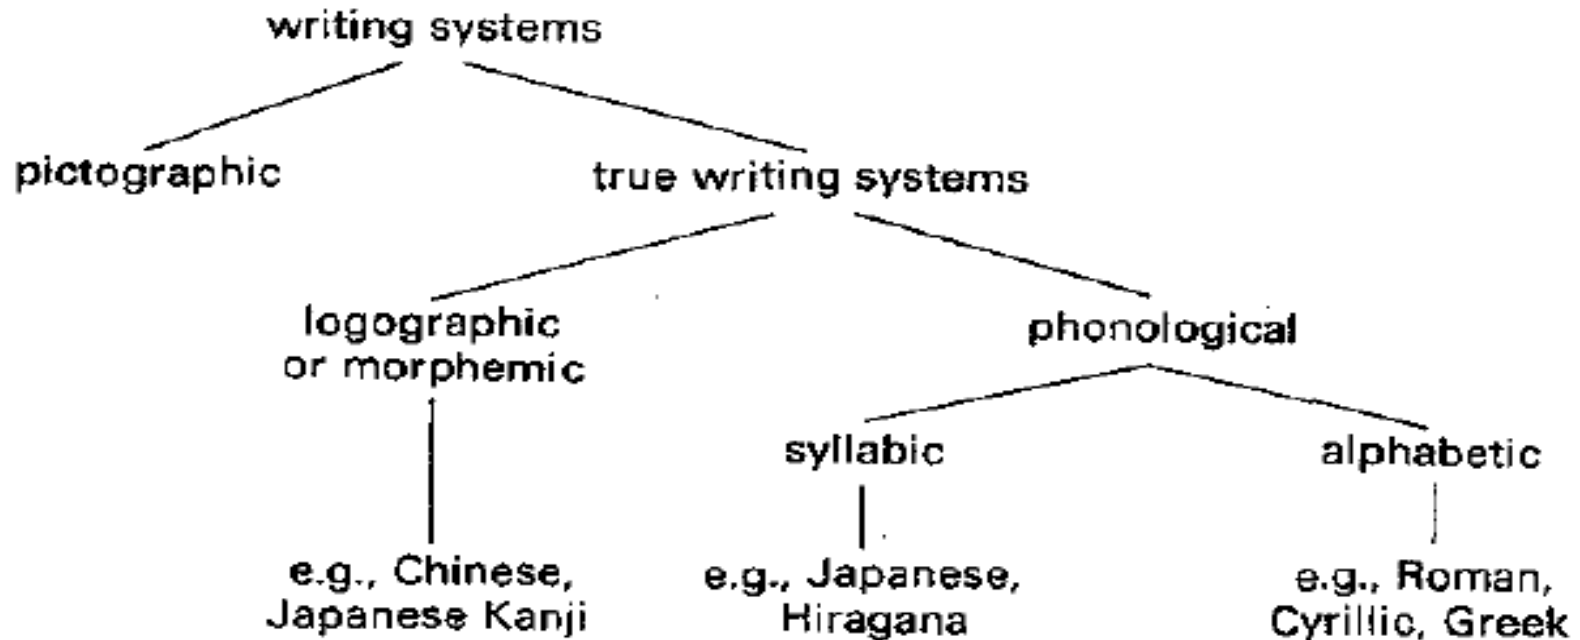 writing systems
pictographic
true writing systems
logographic
or morphemic
phonological
syllabic
alphabetic
e.g., Chinese,
Japanese Kanji
e.g., Japanese,
Hiragana
e.g., Roman,
Cyrillic, Greek